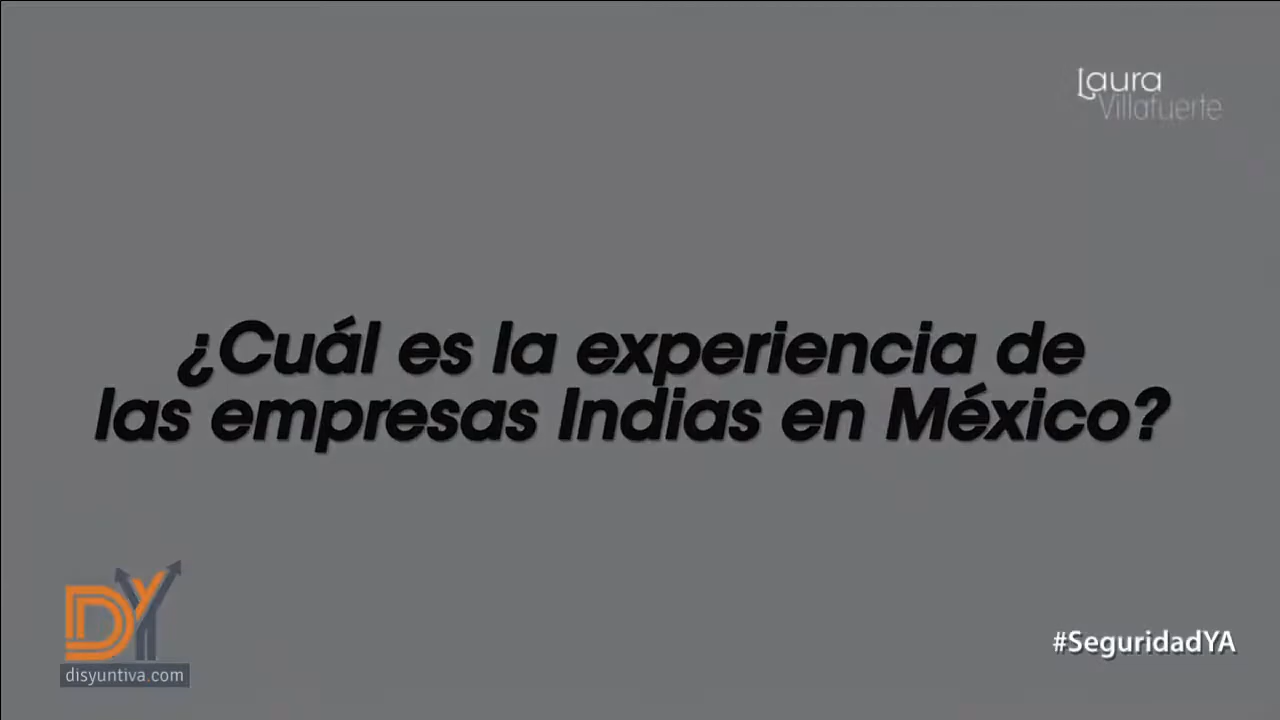 Laura
Villafuerte
¿Cuál es la experiencia de
las empresas Indias en México?
DY
disyuntiva.com
#SeguridadYA